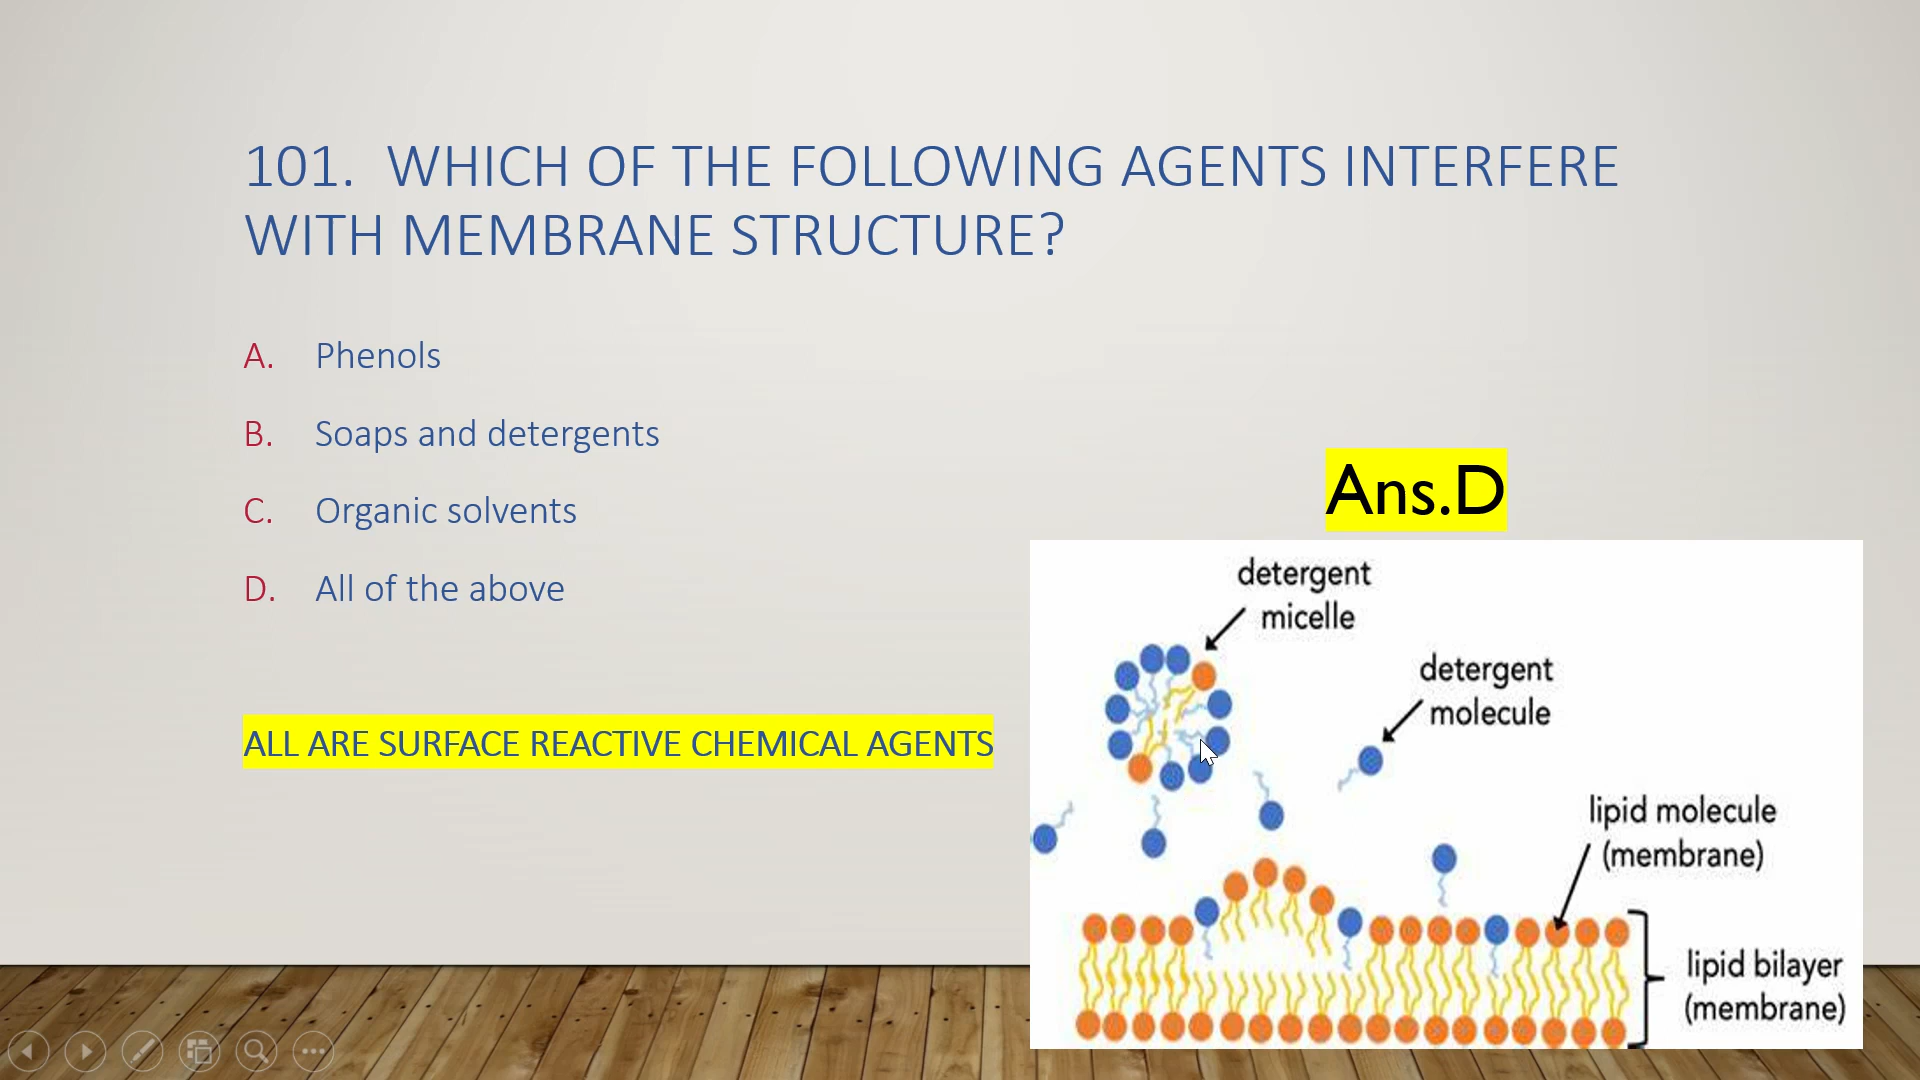 101. WHICH OF THE FOLLOWING AGENTS INTERFERE
WITH MEMBRANE STRUCTURE?
A. Phenols
B. Soaps and detergents
C. Organic solvents
D. All of the above
ALL ARE SURFACE REACTIVE CHEMICAL AGENTS
Ans.D
detergent
micelle
detergent
molecule
lipid molecule
(membrane)
lipid bilayer
(membrane)